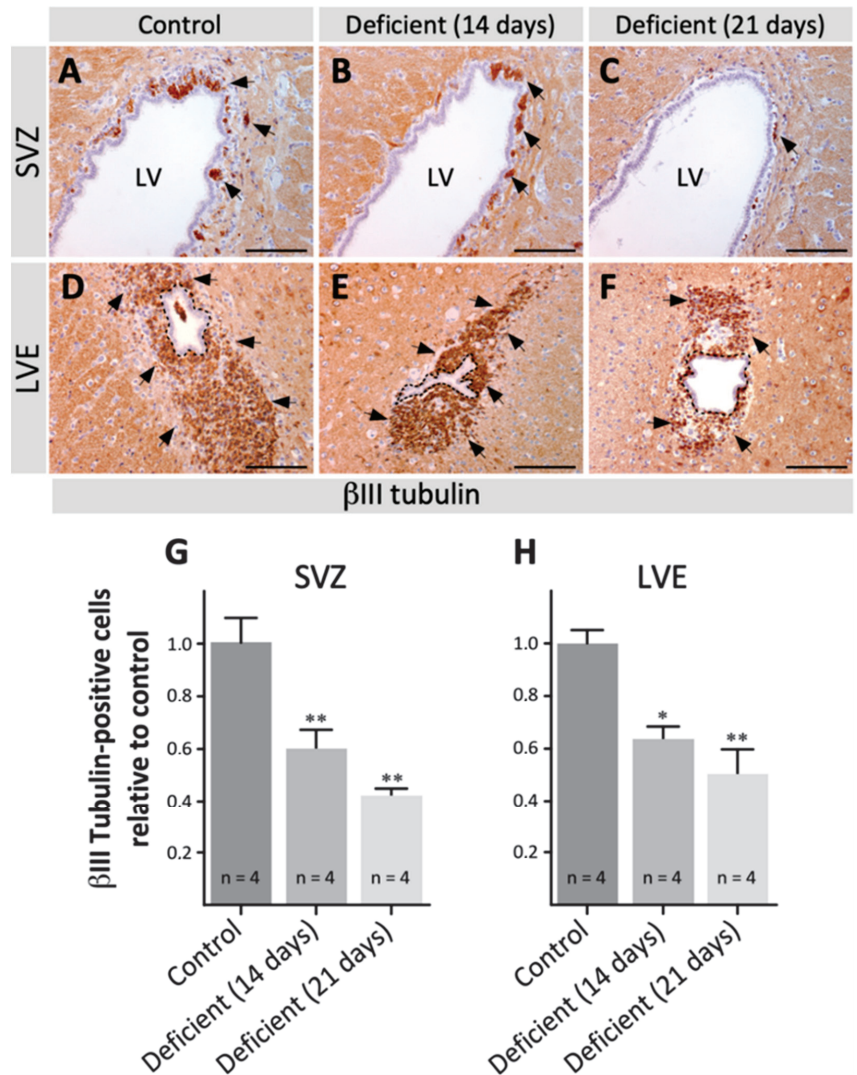 Control
Deficient (14 days)
Deficient (21 days)
SVZ
A
LV
B
LV
C
LV
LVE
D
E
F
βIII tubulin
G
SVZ
H
LVE
βIII Tubulin-positive cells
relative to control
1.0
0.8
0.6
0.4
0.2
**
**
n = 4
n = 4
n = 4
Control
Deficient (14 days)
Deficient (21 days)
1.0
0.8
0.6
0.4
0.2
*
**
n = 4
n = 4
n = 4
Control
Deficient (14 days)
Deficient (21 days)